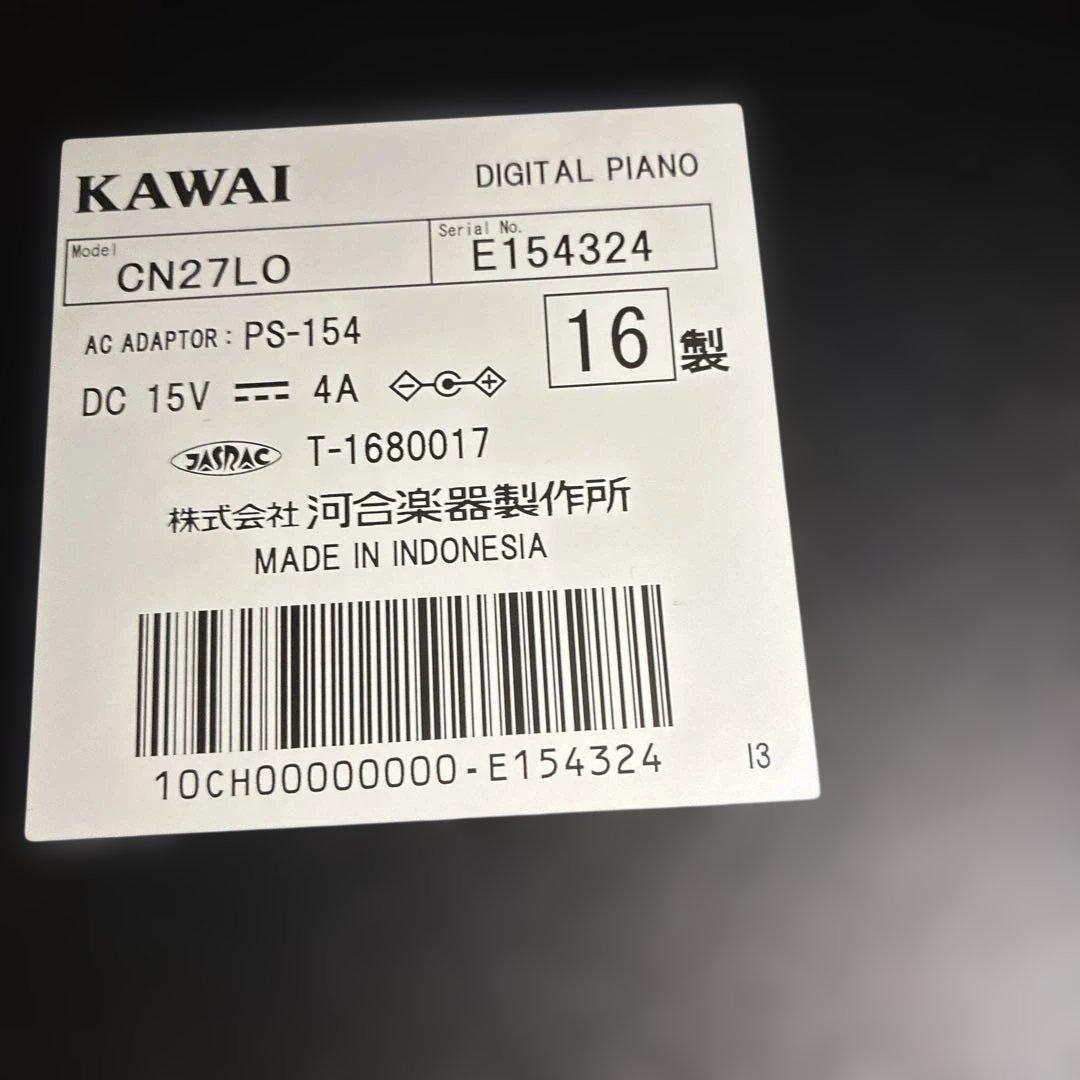 KAWAI DIGITAL PIANO
Model CN27LO Serial No. E154324
AC ADAPTOR : PS-154
16 製
DC 15V 4A
JASRAC T-1680017
株式会社 河合楽器製作所
MADE IN INDONESIA
10CH00000000-E154324
I3